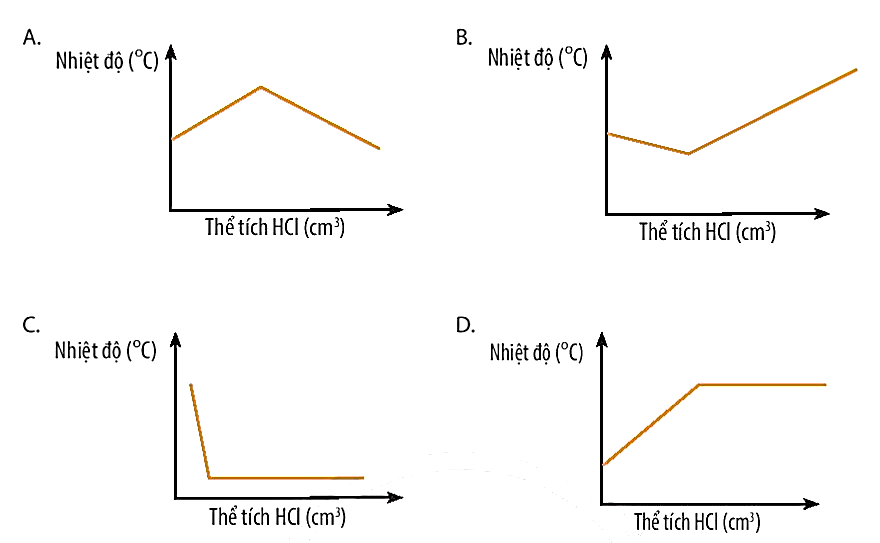 A.
Nhiệt độ (°C)
Thể tích HCl (cm³)
B.
Nhiệt độ (°C)
Thể tích HCl (cm³)
C.
Nhiệt độ (°C)
Thể tích HCl (cm³)
D.
Nhiệt độ (°C)
Thể tích HCl (cm³)